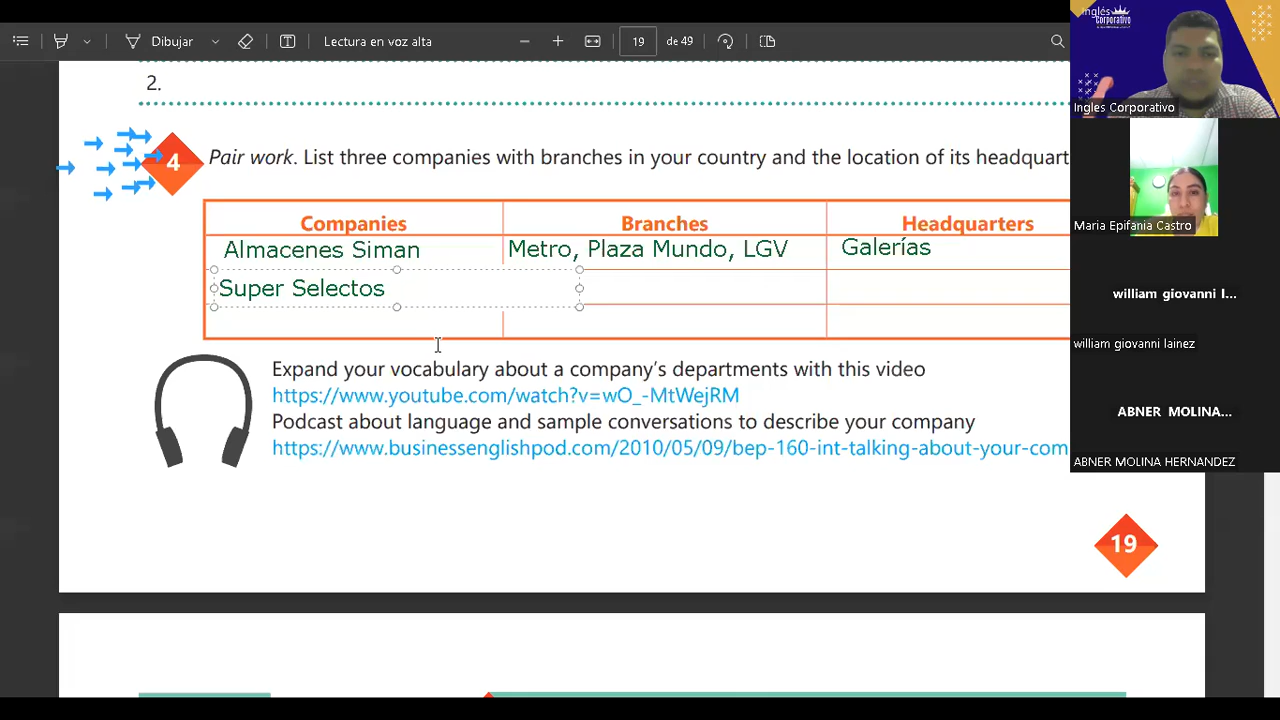 Dibujar
Lectura en voz alta
19
de 49
Inglés
Corporativo
Ingles Corporativo
2.
4
Pair work. List three companies with branches in your country and the location of its headquart
Companies
Branches
Headquarters
Almacenes Siman
Metro, Plaza Mundo, LGV
Galerías
Super Selectos
Maria Epifania Castro
william giovanni l...
william giovanni lainez
ABNER MOLINA...
ABNER MOLINA HERNANDEZ
Expand your vocabulary about a company's departments with this video
https://www.youtube.com/watch?v=wO_-MtWejRM
Podcast about language and sample conversations to describe your company
https://www.businessenglishpod.com/2010/05/09/bep-160-int-talking-about-your-com
19